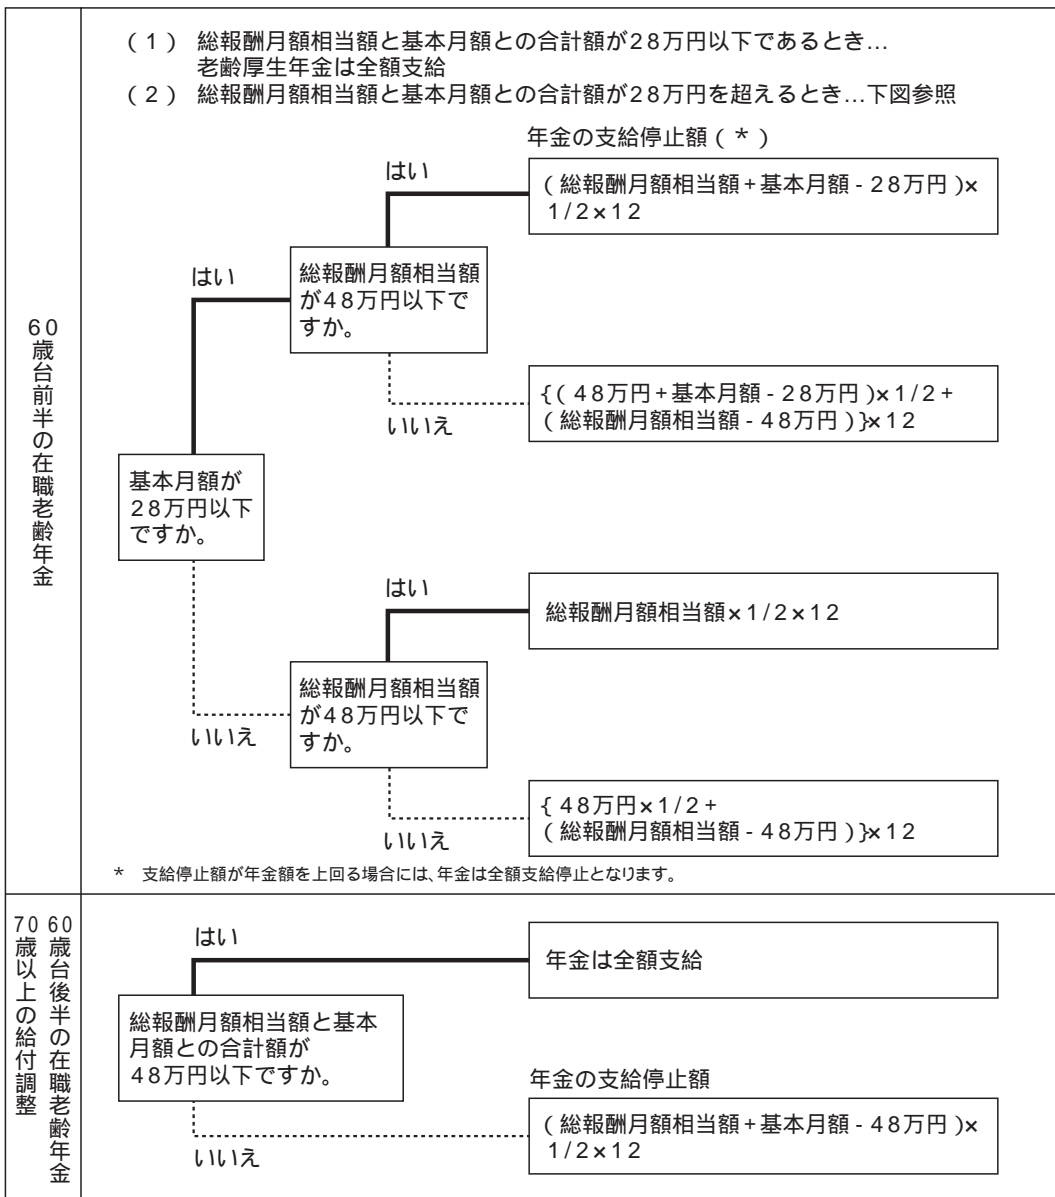 60歳台前半の在職老齢年金
(1) 総報酬月額相当額と基本月額との合計額が28万円以下であるとき…
老齢厚生年金は全額支給
(2) 総報酬月額相当額と基本月額との合計額が28万円を超えるとき…下図参照
年金の支給停止額(*)
はい
(総報酬月額相当額+基本月額-28万円)×
1/2×12
はい
総報酬月額相当額
が48万円以下で
すか。
いいえ
{(48万円+基本月額-28万円)×1/2+
(総報酬月額相当額-48万円)}×12
基本月額が
28万円以下
ですか。
はい
総報酬月額相当額×1/2×12
いいえ
総報酬月額相当額
が48万円以下で
すか。
いいえ
{48万円×1/2+
(総報酬月額相当額-48万円)}×12
* 支給停止額が年金額を上回る場合には、年金は全額支給停止となります。
60歳台後半の在職老齢年金
70歳以上の給付調整
はい
年金は全額支給
総報酬月額相当額と基本
月額との合計額が
48万円以下ですか。
年金の支給停止額
いいえ
(総報酬月額相当額+基本月額-48万円)×
1/2×12